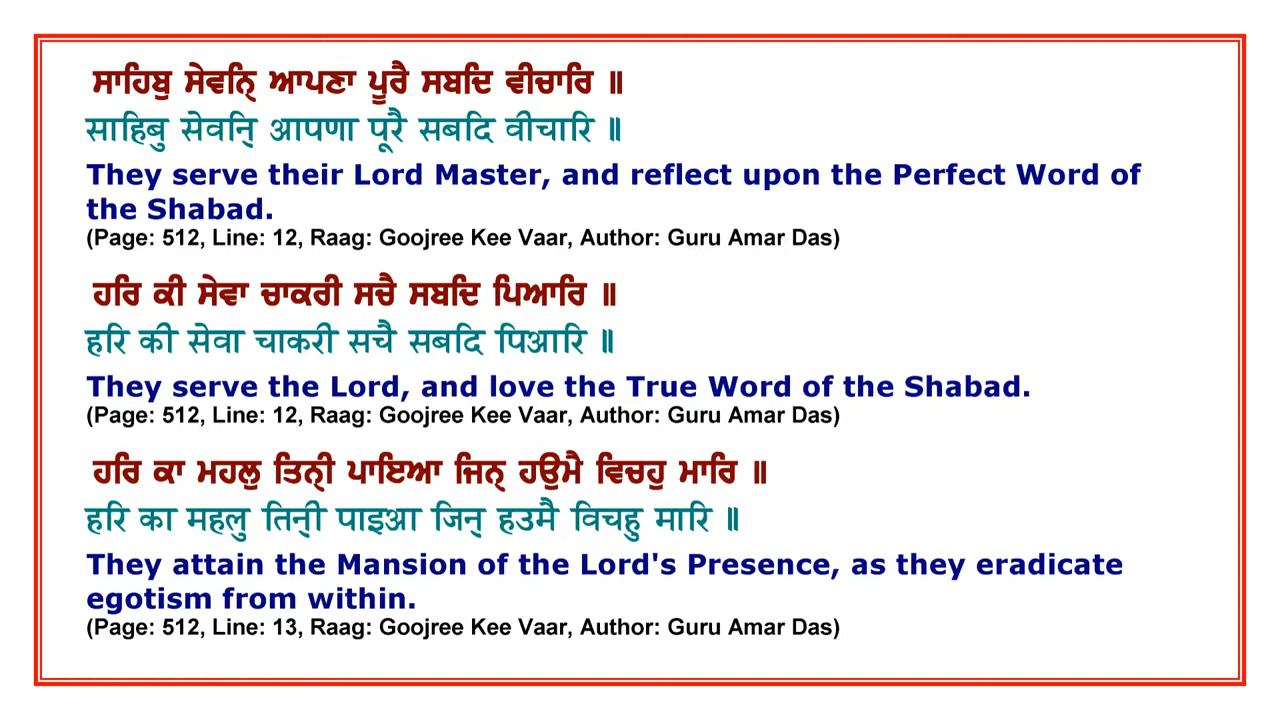 ਸਾਹਿਬੁ ਸੇਵਨ੍ਹਿ ਆਪਣਾ ਪੂਰੈ ਸਬਦਿ ਵੀਚਾਰਿ ॥
साहिबु सेवन्हि आपणा पूरै सबदि वीचारि ॥
They serve their Lord Master, and reflect upon the Perfect Word of
the Shabad.
(Page: 512, Line: 12, Raag: Goojree Kee Vaar, Author: Guru Amar Das)
ਹਰਿ ਕੀ ਸੇਵਾ ਚਾਕਰੀ ਸਚੈ ਸਬਦਿ ਪਿਆਰਿ ॥
हरि की सेवा चाकरी सचै सबदि पिआरि ॥
They serve the Lord, and love the True Word of the Shabad.
(Page: 512, Line: 12, Raag: Goojree Kee Vaar, Author: Guru Amar Das)
ਹਰਿ ਕਾ ਮਹਲੁ ਤਿਨ੍ਹੀ ਪਾਇਆ ਜਿਨ੍ਹ ਹਉਮੈ ਵਿਚਹੁ ਮਾਰਿ ॥
हरि का महलु तिन्ही पाइआ जिन्ह हउमै विचहु मारि ॥
They attain the Mansion of the Lord's Presence, as they eradicate
egotism from within.
(Page: 512, Line: 13, Raag: Goojree Kee Vaar, Author: Guru Amar Das)